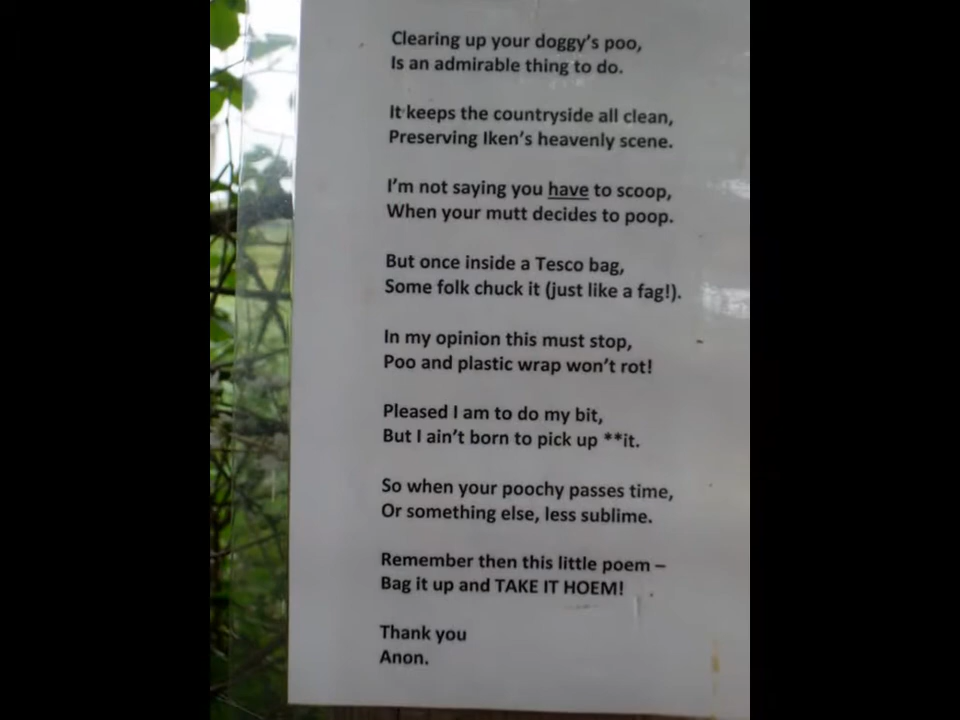 Clearing up your doggy's poo,
Is an admirable thing to do.
It keeps the countryside all clean,
Preserving Iken's heavenly scene.
I'm not saying you have to scoop,
When your mutt decides to poop.
But once inside a Tesco bag,
Some folk chuck it (just like a fag!).
In my opinion this must stop,
Poo and plastic wrap won't rot!
Pleased I am to do my bit,
But I ain't born to pick up **it.
So when your poochy passes time,
Or something else, less sublime.
Remember then this little poem –
Bag it up and TAKE IT HOEM!
Thank you
Anon.